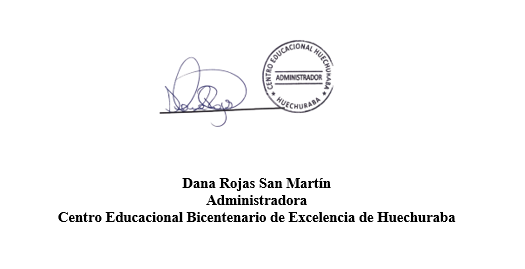 CENTRO EDUCACIONAL HUECHURABA
ADMINISTRADOR
* HUECHURABA *
Dana Rojas San Martín
Administradora
Centro Educacional Bicentenario de Excelencia de Huechuraba